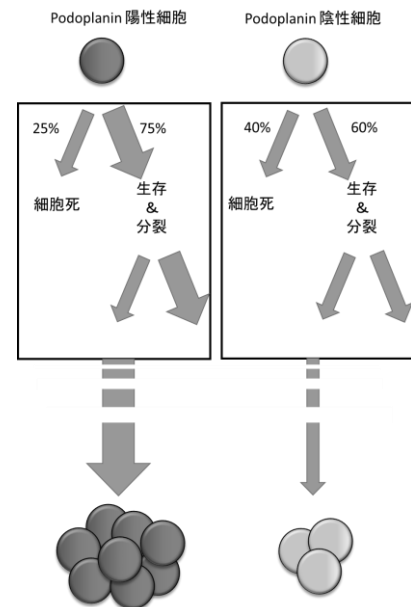 Podoplanin 陽性細胞
Podoplanin 陰性細胞
25%
75%
細胞死
生存
&
分裂
40%
60%
細胞死
生存
&
分裂